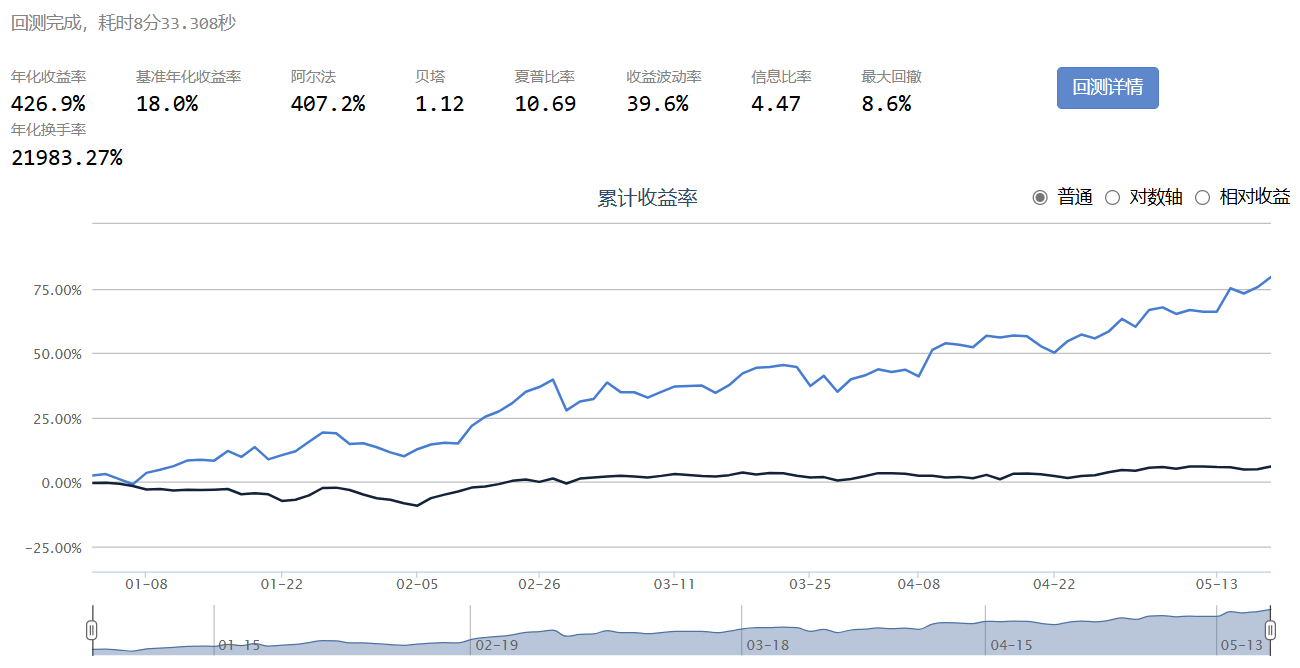 回测完成，耗时8分33.308秒
年化收益率 基准年化收益率 阿尔法 贝塔 夏普比率 收益波动率 信息比率 最大回撤
426.9% 18.0% 407.2% 1.12 10.69 39.6% 4.47 8.6%
回测详情
年化换手率
21983.27%
累计收益率
普通 对数轴 相对收益
75.00%
50.00%
25.00%
0.00%
-25.00%
01-08 01-22 02-05 02-26 03-11 03-25 04-08 04-22 05-13
01-15 02-19 03-18 04-15 05-13